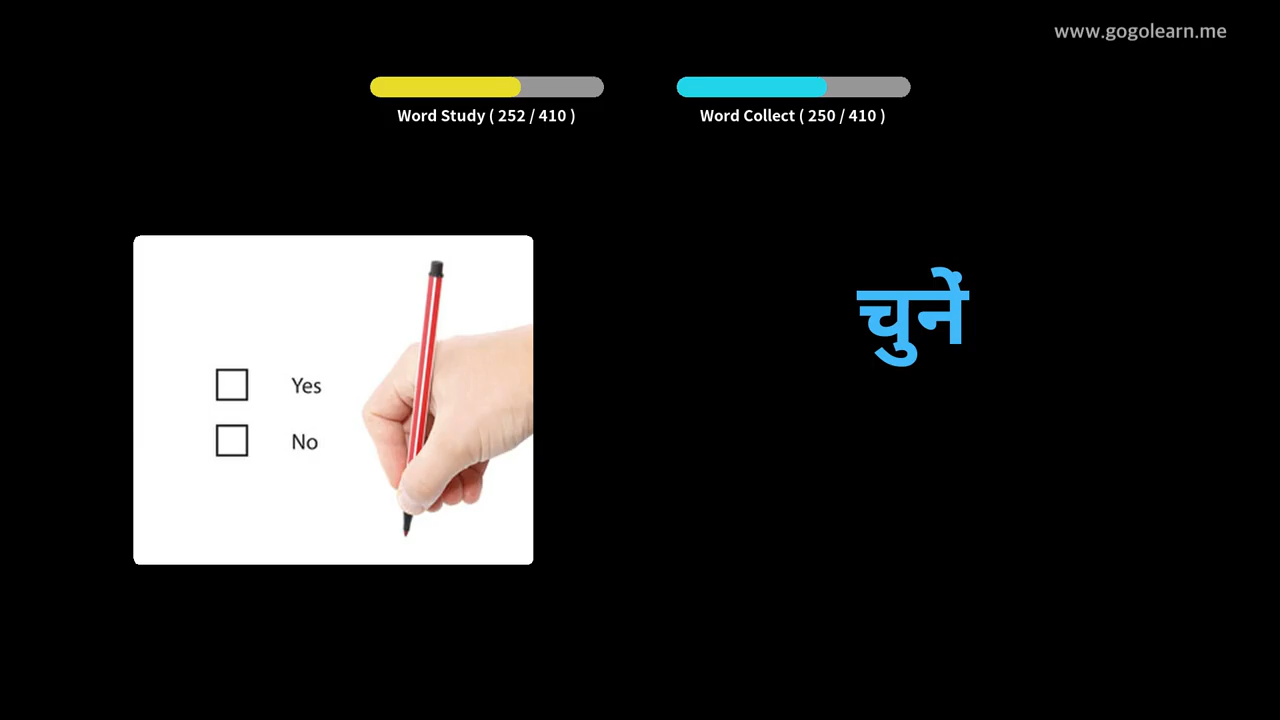 www.gogolearn.me
Word Study ( 252 / 410 )
Word Collect ( 250 / 410 )
चुनें
Yes
No